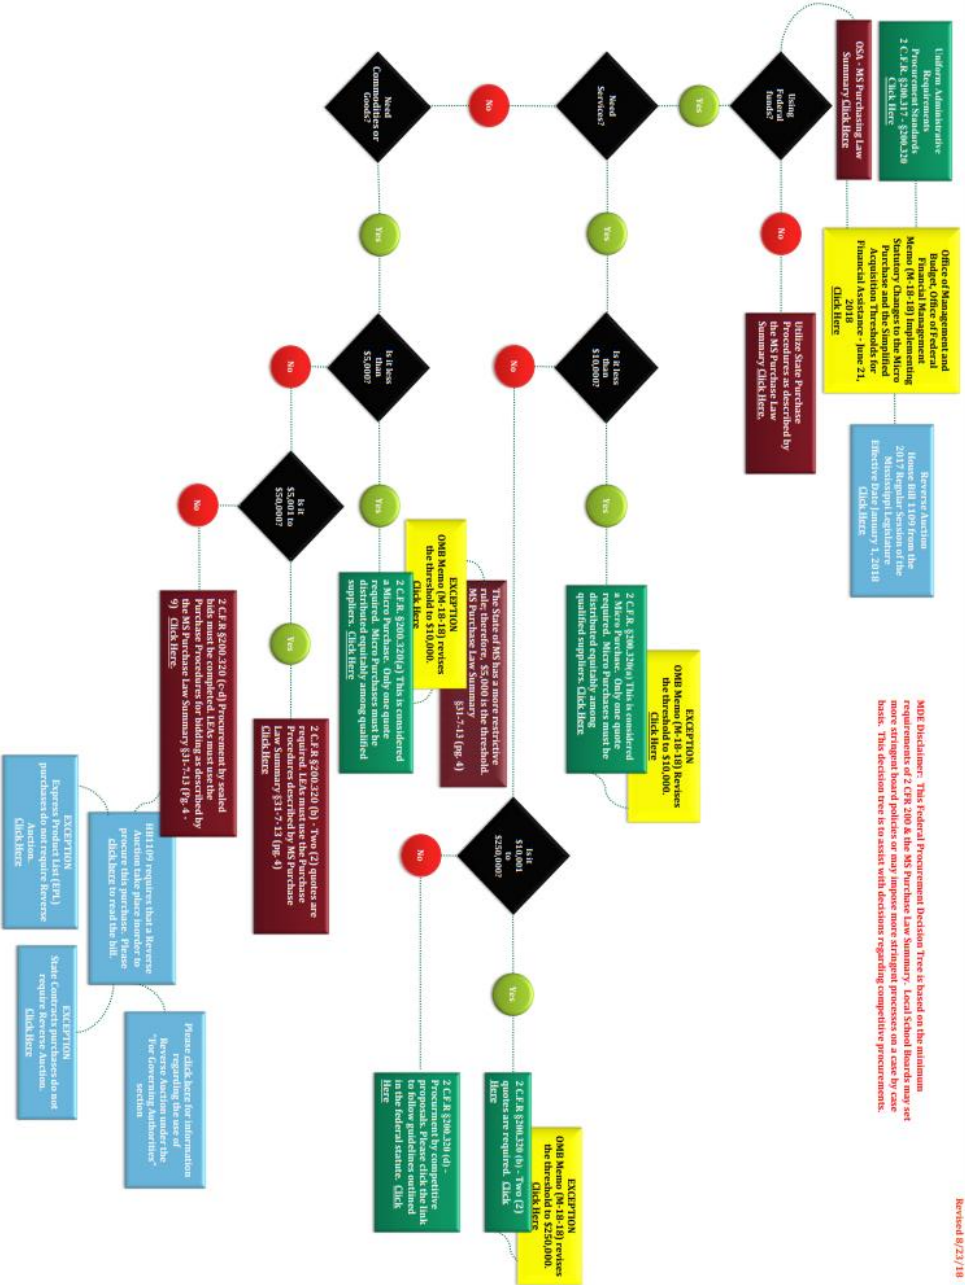 Revised 8/23/18
Uniform Administrative
Requirements
Procurement Standards
2 C.F.R. §200.317 - §200.320
Click Here
OSA - MS Purchasing Law
Summary Click Here
Office of Management and
Budget, Office of Federal
Financial Management
Memo (M-18-18) Implementing
Statutory Changes to the Micro
Purchase and the Simplified
Acquisition Thresholds for
Financial Assistance - June 21,
2018
Click Here
Reverse Auction
House Bill 1109 from the
2017 Regular Session of the
Mississippi Legislature
Effective Date January 1, 2018
Click Here
MDE Disclaimer: This Federal Procurement Decision Tree is based on the minimum
requirements of 2 CFR 200 & the MS Purchase Law Summary. Local School Boards may set
more stringent board policies or may impose more stringent processes on a case by case
basis. This decision tree is to assist with decisions regarding competitive procurements.
Using
Federal
funds?
No
Utilize State Purchase
Procedures as described by
the MS Purchase Law
Summary Click Here.
Yes
Need
Services?
Yes
Is it less
than
$10,000?
Yes
2 C.F.R. §200.320(a) This is considered
a Micro Purchase. Only one quote
required. Micro Purchases must be
distributed equitably among
qualified suppliers. Click Here
EXCEPTION
OMB Memo (M-18-18) Revises
the threshold to $10,000.
Click Here
No
Is it
$10,001
to
$250,000?
Yes
2 C.F.R §200.320 (b) - Two (2)
quotes are required. Click
Here
EXCEPTION
OMB Memo (M-18-18) revises
the threshold to $250,000.
Click Here
No
2 C.F.R §200.320 (d) -
Procurment by competitive
proposals. Please click the link
to follow guidelines outlined
in the federal statute. Click
Here
No
Need
Commodities or
Goods?
Yes
Is it less
than
$5,000?
Yes
2 C.F.R. §200.320(a) This is considered
a Micro Purchase. Only one quote
required. Micro Purchases must be
distributed equitably among qualified
suppliers. Click Here
EXCEPTION
OMB Memo (M-18-18) revises
the threshold to $10,000.
Click Here
The State of MS has a more restrictive
rule; therefore, $5,000 is the threshold.
MS Purchase Law Summary
§31-7-13 (pg. 4)
No
Is it
$5,001 to
$50,000?
Yes
2 C.F.R §200.320 (b) - Two (2) quotes are
required. LEAs must use the Purchase
Procedures described by MS Purchase
Law Summary §31-7-13 (pg. 4)
Click Here
No
2 C.F.R §200.320 (c-d) Procurement by sealed
bids must be completed. LEAs must use the
Purchase Procedures for bidding as described by
the MS Purchase Law Summary §31-7-13 (Pg. 4 -
9) Click Here.
HB1109 requires that a Reverse
Auction take place inorder to
procure this purchase. Please
click here to read the bill.
Please click here for information
regarding the use of
Reverse Auction under the
"For Governing Authorities"
section
EXCEPTION
Express Product List (EPL)
purchases do not require Reverse
Auction.
Click Here
EXCEPTION
State Contracts purchases do not
require Reverse Auction.
Click Here